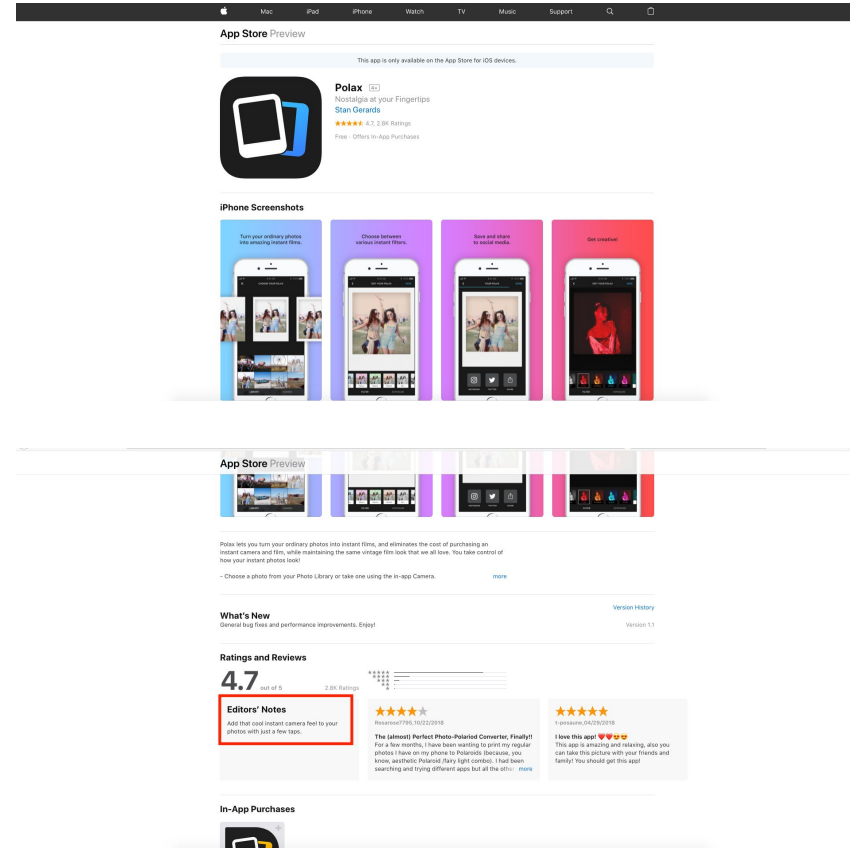 Mac iPad iPhone Watch TV Music Support
App Store Preview
This app is only available on the App Store for iOS devices.
Polax 4+
Nostalgia at your Fingertips
Stan Gerards
4.7, 2.8K Ratings
Free · Offers In-App Purchases
iPhone Screenshots
Turn your ordinary photos
into amazing instant films.
Choose between
various instant filters.
Save and share
to social media.
Get creative!
App Store Preview
Polax lets you turn your ordinary photos into instant films, and eliminates the cost of purchasing an
instant camera and film, while maintaining the same vintage film look that we all love. You take control of
how your instant photos look!
- Choose a photo from your Photo Library or take one using the in-app Camera. more
What's New
Version History
General bug fixes and performance improvements. Enjoy!
Version 1.1
Ratings and Reviews
4.7 out of 5
2.8K Ratings
Editors' Notes
Add that cool instant camera feel to your
photos with just a few taps.
Rosarose7795, 10/22/2018
The (almost) Perfect Photo-Polariod Converter, Finally!!
For a few months, I have been wanting to print my regular
photos I have on my phone to Polaroids (because, you
know, aesthetic Polaroid /fairy light combo). I had been
searching and trying different apps but all the other more
t-pesaune, 04/29/2018
I love this app! ❤️❤️😍😍
This app is amazing and relaxing, also you
can take this picture with your friends and
family! You should get this app!
In-App Purchases